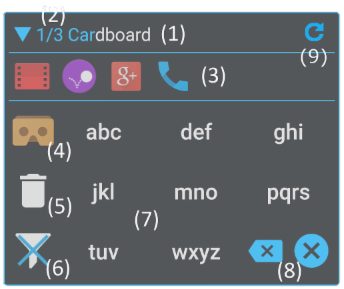 (2)
1/3 Cardboard (1)
(9)
g+ (3)
abc def ghi
(4)
(5) jkl mno pqrs
(7)
(6) tuv wxyz (8)